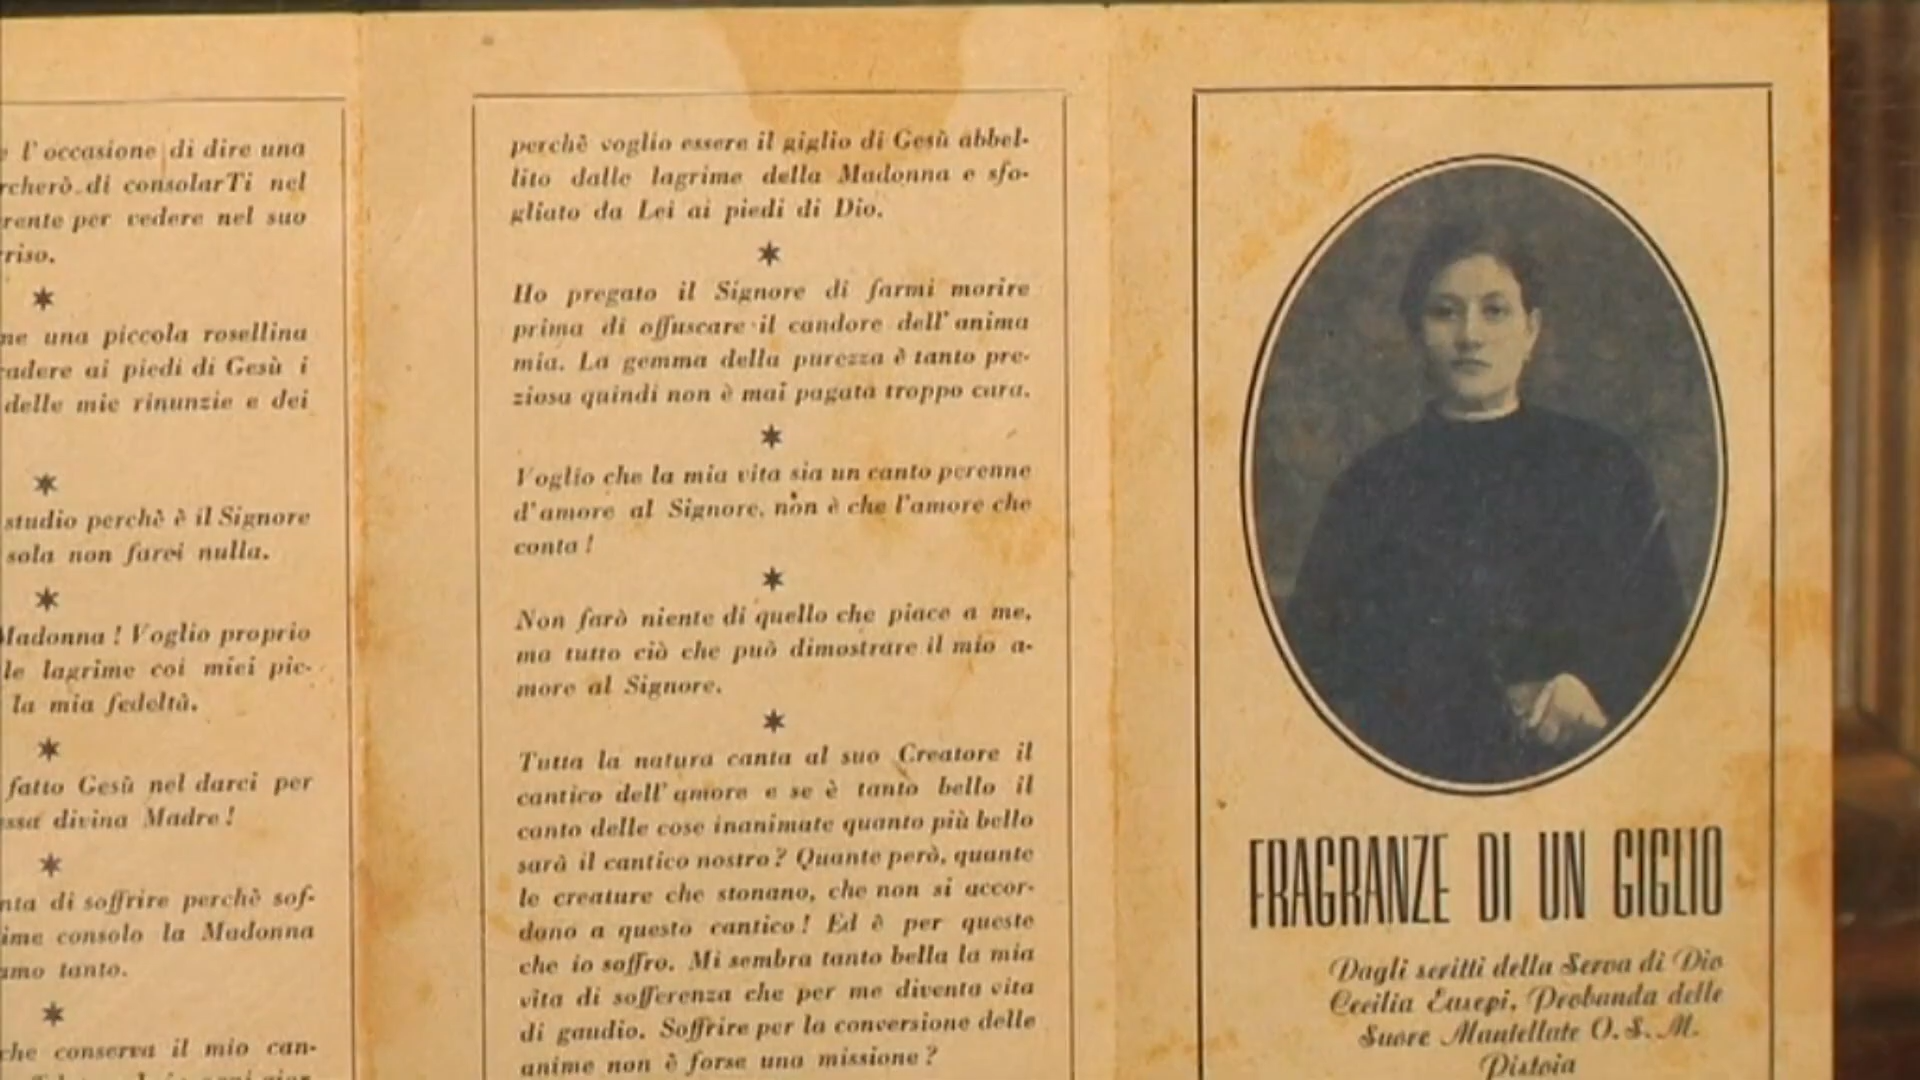 l'occasione di dire una
di consolarTi nel
per vedere nel suo
una piccola rosellina
ai piedi di Gesù i
delle mie rinunzie e dei
studio perchè è il Signore
sola non farei nulla.
Madonna ! Voglio proprio
le lagrime coi miei pic-
la mia fedeltà.
fatto Gesù nel darci per
divina Madre !
di soffrire perchè sof-
consolo la Madonna
tanto.
che conserva il mio can-
perchè voglio essere il giglio di Gesù abbel-
lito dalle lagrime della Madonna e sfo-
gliato da Lei ai piedi di Dio.
Ho pregato il Signore di farmi morire
prima di offuscare il candore dell'anima
mia. La gemma della purezza è tanto pre-
ziosa quindi non è mai pagata troppo cara.
Voglio che la mia vita sia un canto perenne
d'amore al Signore, non è che l'amore che
conta !
Non farò niente di quello che piace a me,
ma tutto ciò che può dimostrare il mio a-
more al Signore.
Tutta la natura canta al suo Creatore il
cantico dell'amore e se è tanto bello il
canto delle cose inanimate quanto più bello
sarà il cantico nostro ? Quante però, quante
le creature che stonano, che non si accor-
dano a questo cantico ! Ed è per queste
che io soffro. Mi sembra tanto bella la mia
vita di sofferenza che per me diventa vita
di gaudio. Soffrire per la conversione delle
anime non è forse una missione ?
FRAGRANZE DI UN GIGLIO
Dagli scritti della Serva di Dio
Cecilia Eusepi, Probanda delle
Suore Mantellate O. S. M.
Pistoia